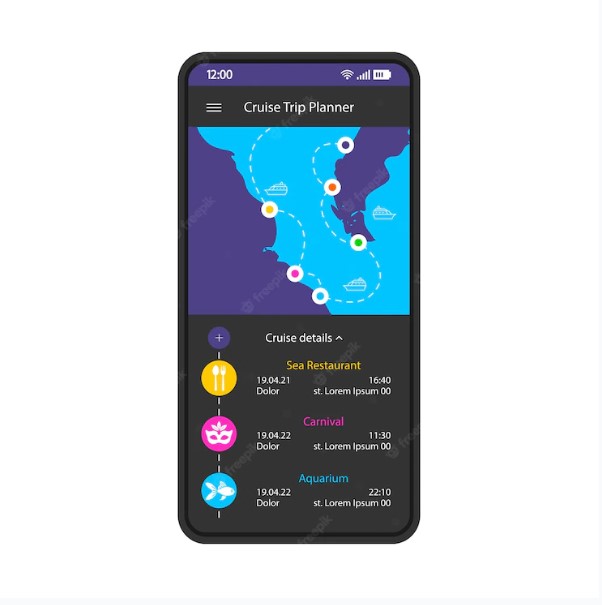 12:00
Cruise Trip Planner
+
Cruise details
Sea Restaurant
19.04.21 16:40
Dolor st. Lorem Ipsum 00
Carnival
19.04.22 11:30
Dolor st. Lorem Ipsum 00
Aquarium
19.04.22 22:10
Dolor st. Lorem Ipsum 00
freepik